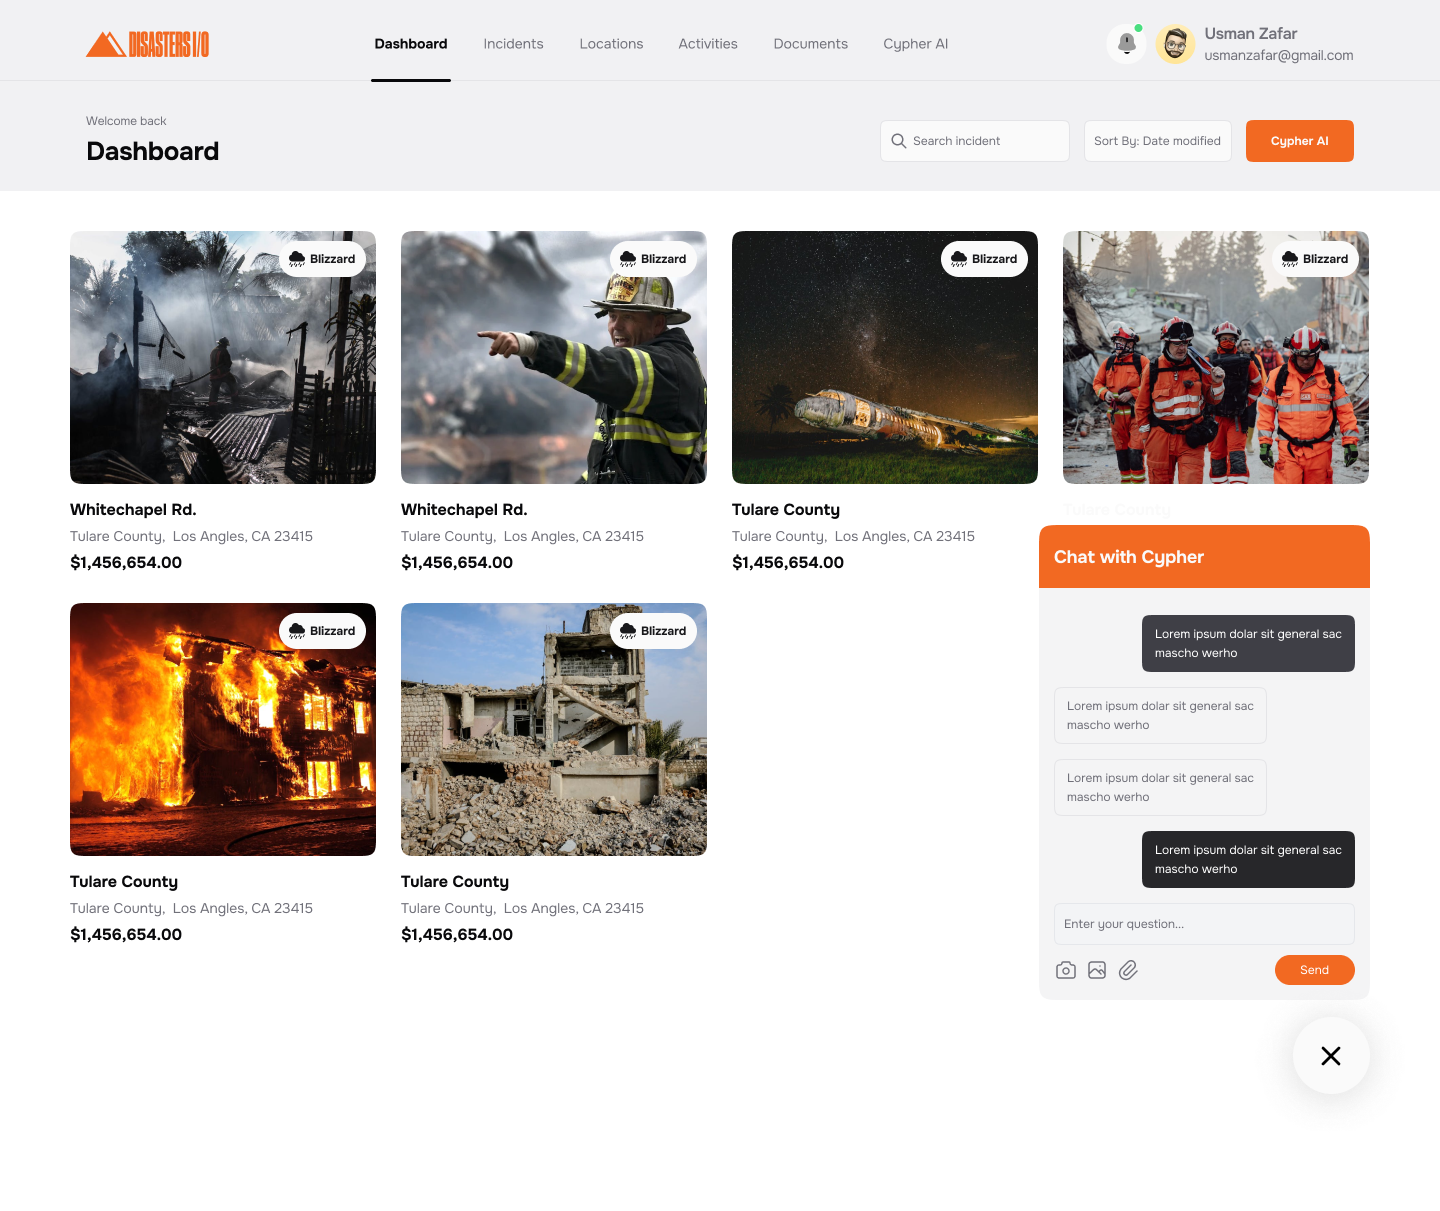 DISASTERS I/O
Dashboard
Incidents
Locations
Activities
Documents
Cypher AI
Usman Zafar
usmanzafar@gmail.com
Welcome back
Dashboard
Search incident
Sort By: Date modified
Cypher AI
Blizzard
Blizzard
Blizzard
Blizzard
Whitechapel Rd.
Tulare County,  Los Angles, CA 23415
$1,456,654.00
Whitechapel Rd.
Tulare County,  Los Angles, CA 23415
$1,456,654.00
Tulare County
Tulare County,  Los Angles, CA 23415
$1,456,654.00
Tulare County
Blizzard
Blizzard
Tulare County
Tulare County,  Los Angles, CA 23415
$1,456,654.00
Tulare County
Tulare County,  Los Angles, CA 23415
$1,456,654.00
Chat with Cypher
Lorem ipsum dolar sit general sac
mascho werho
Lorem ipsum dolar sit general sac
mascho werho
Lorem ipsum dolar sit general sac
mascho werho
Lorem ipsum dolar sit general sac
mascho werho
Enter your question...
Send